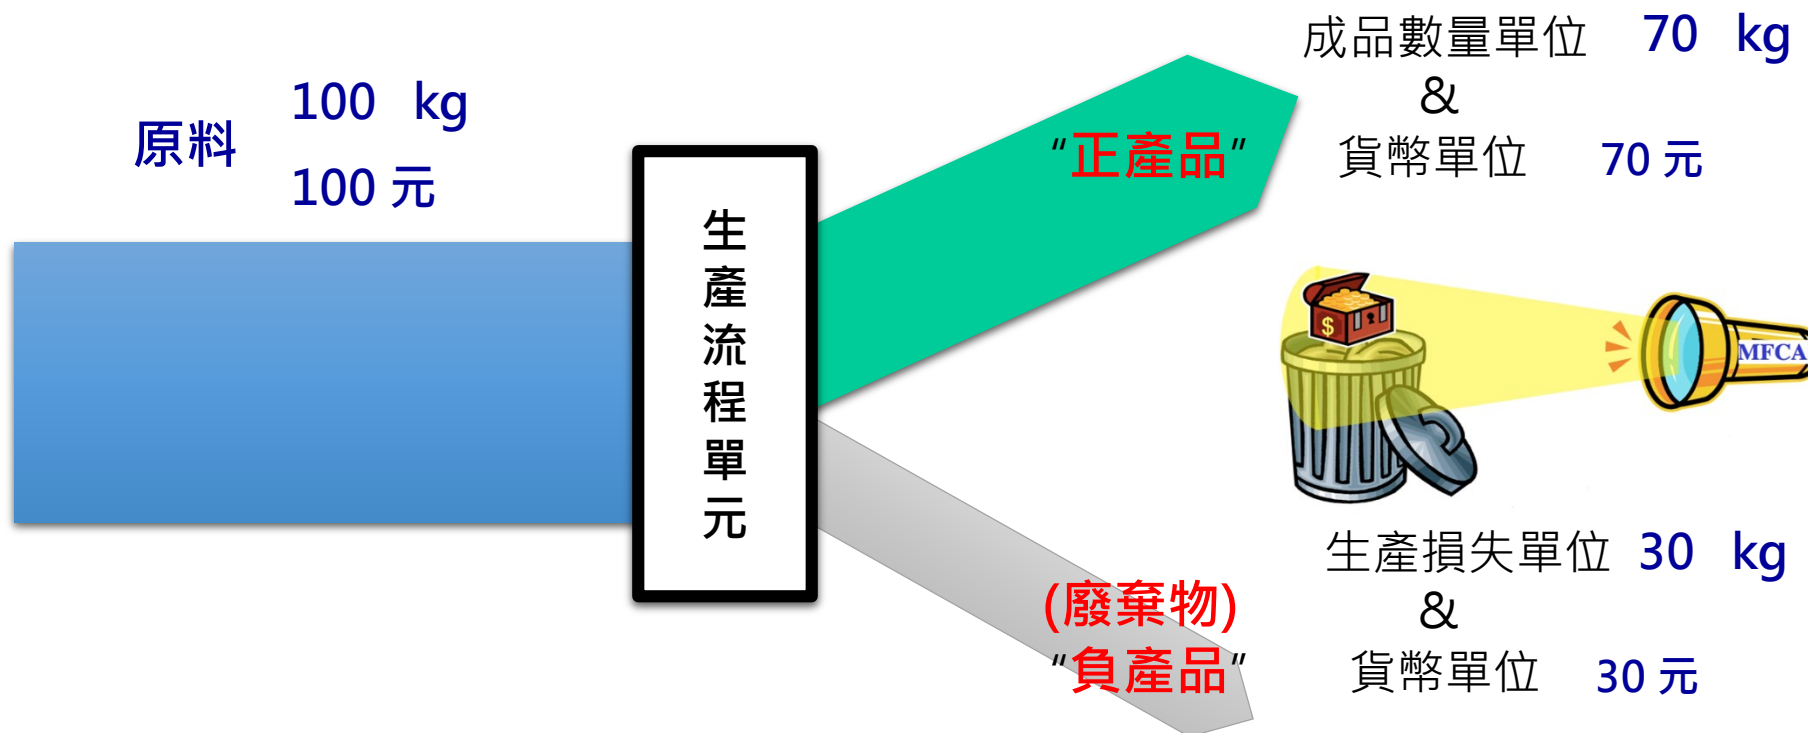 原料
100 kg
100 元
生產流程單元
“正產品”
成品數量單位 70 kg
&
貨幣單位 70 元
$
MFCA
(廢棄物)
“負產品”
生產損失單位 30 kg
&
貨幣單位 30 元